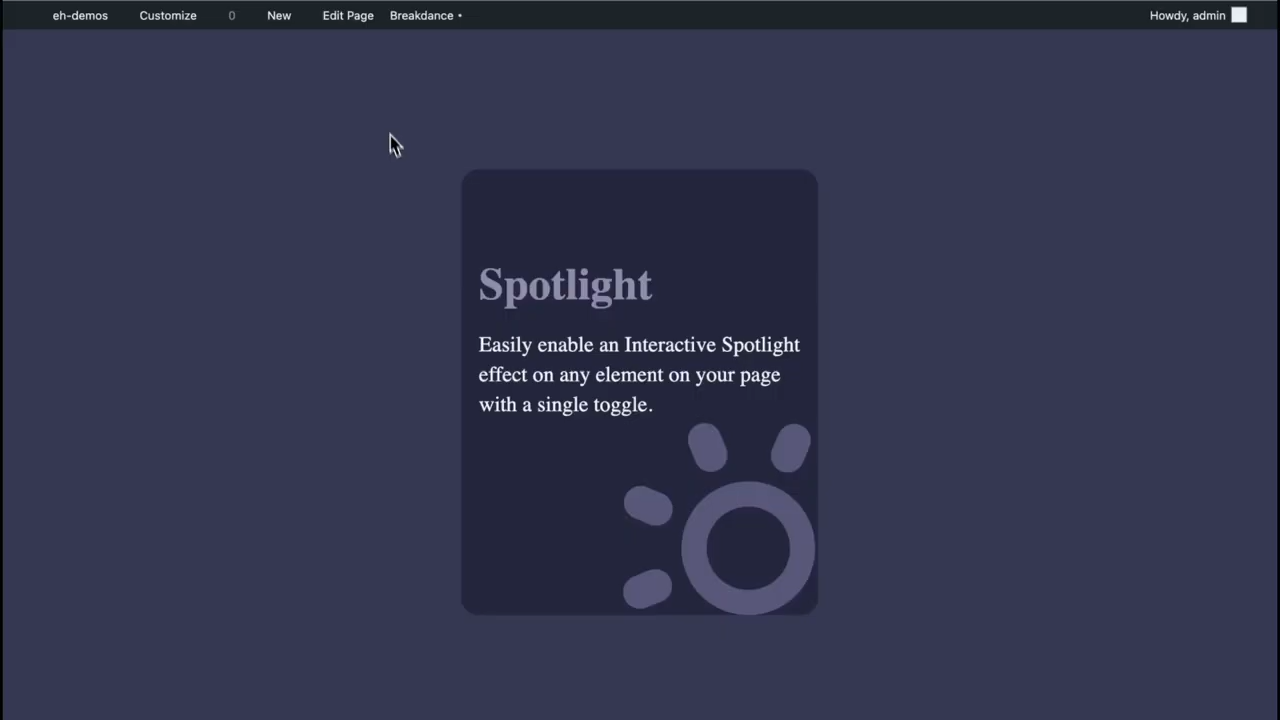 eh-demos Customize 0 New Edit Page Breakdance Howdy, admin
Spotlight
Easily enable an Interactive Spotlight
effect on any element on your page
with a single toggle.